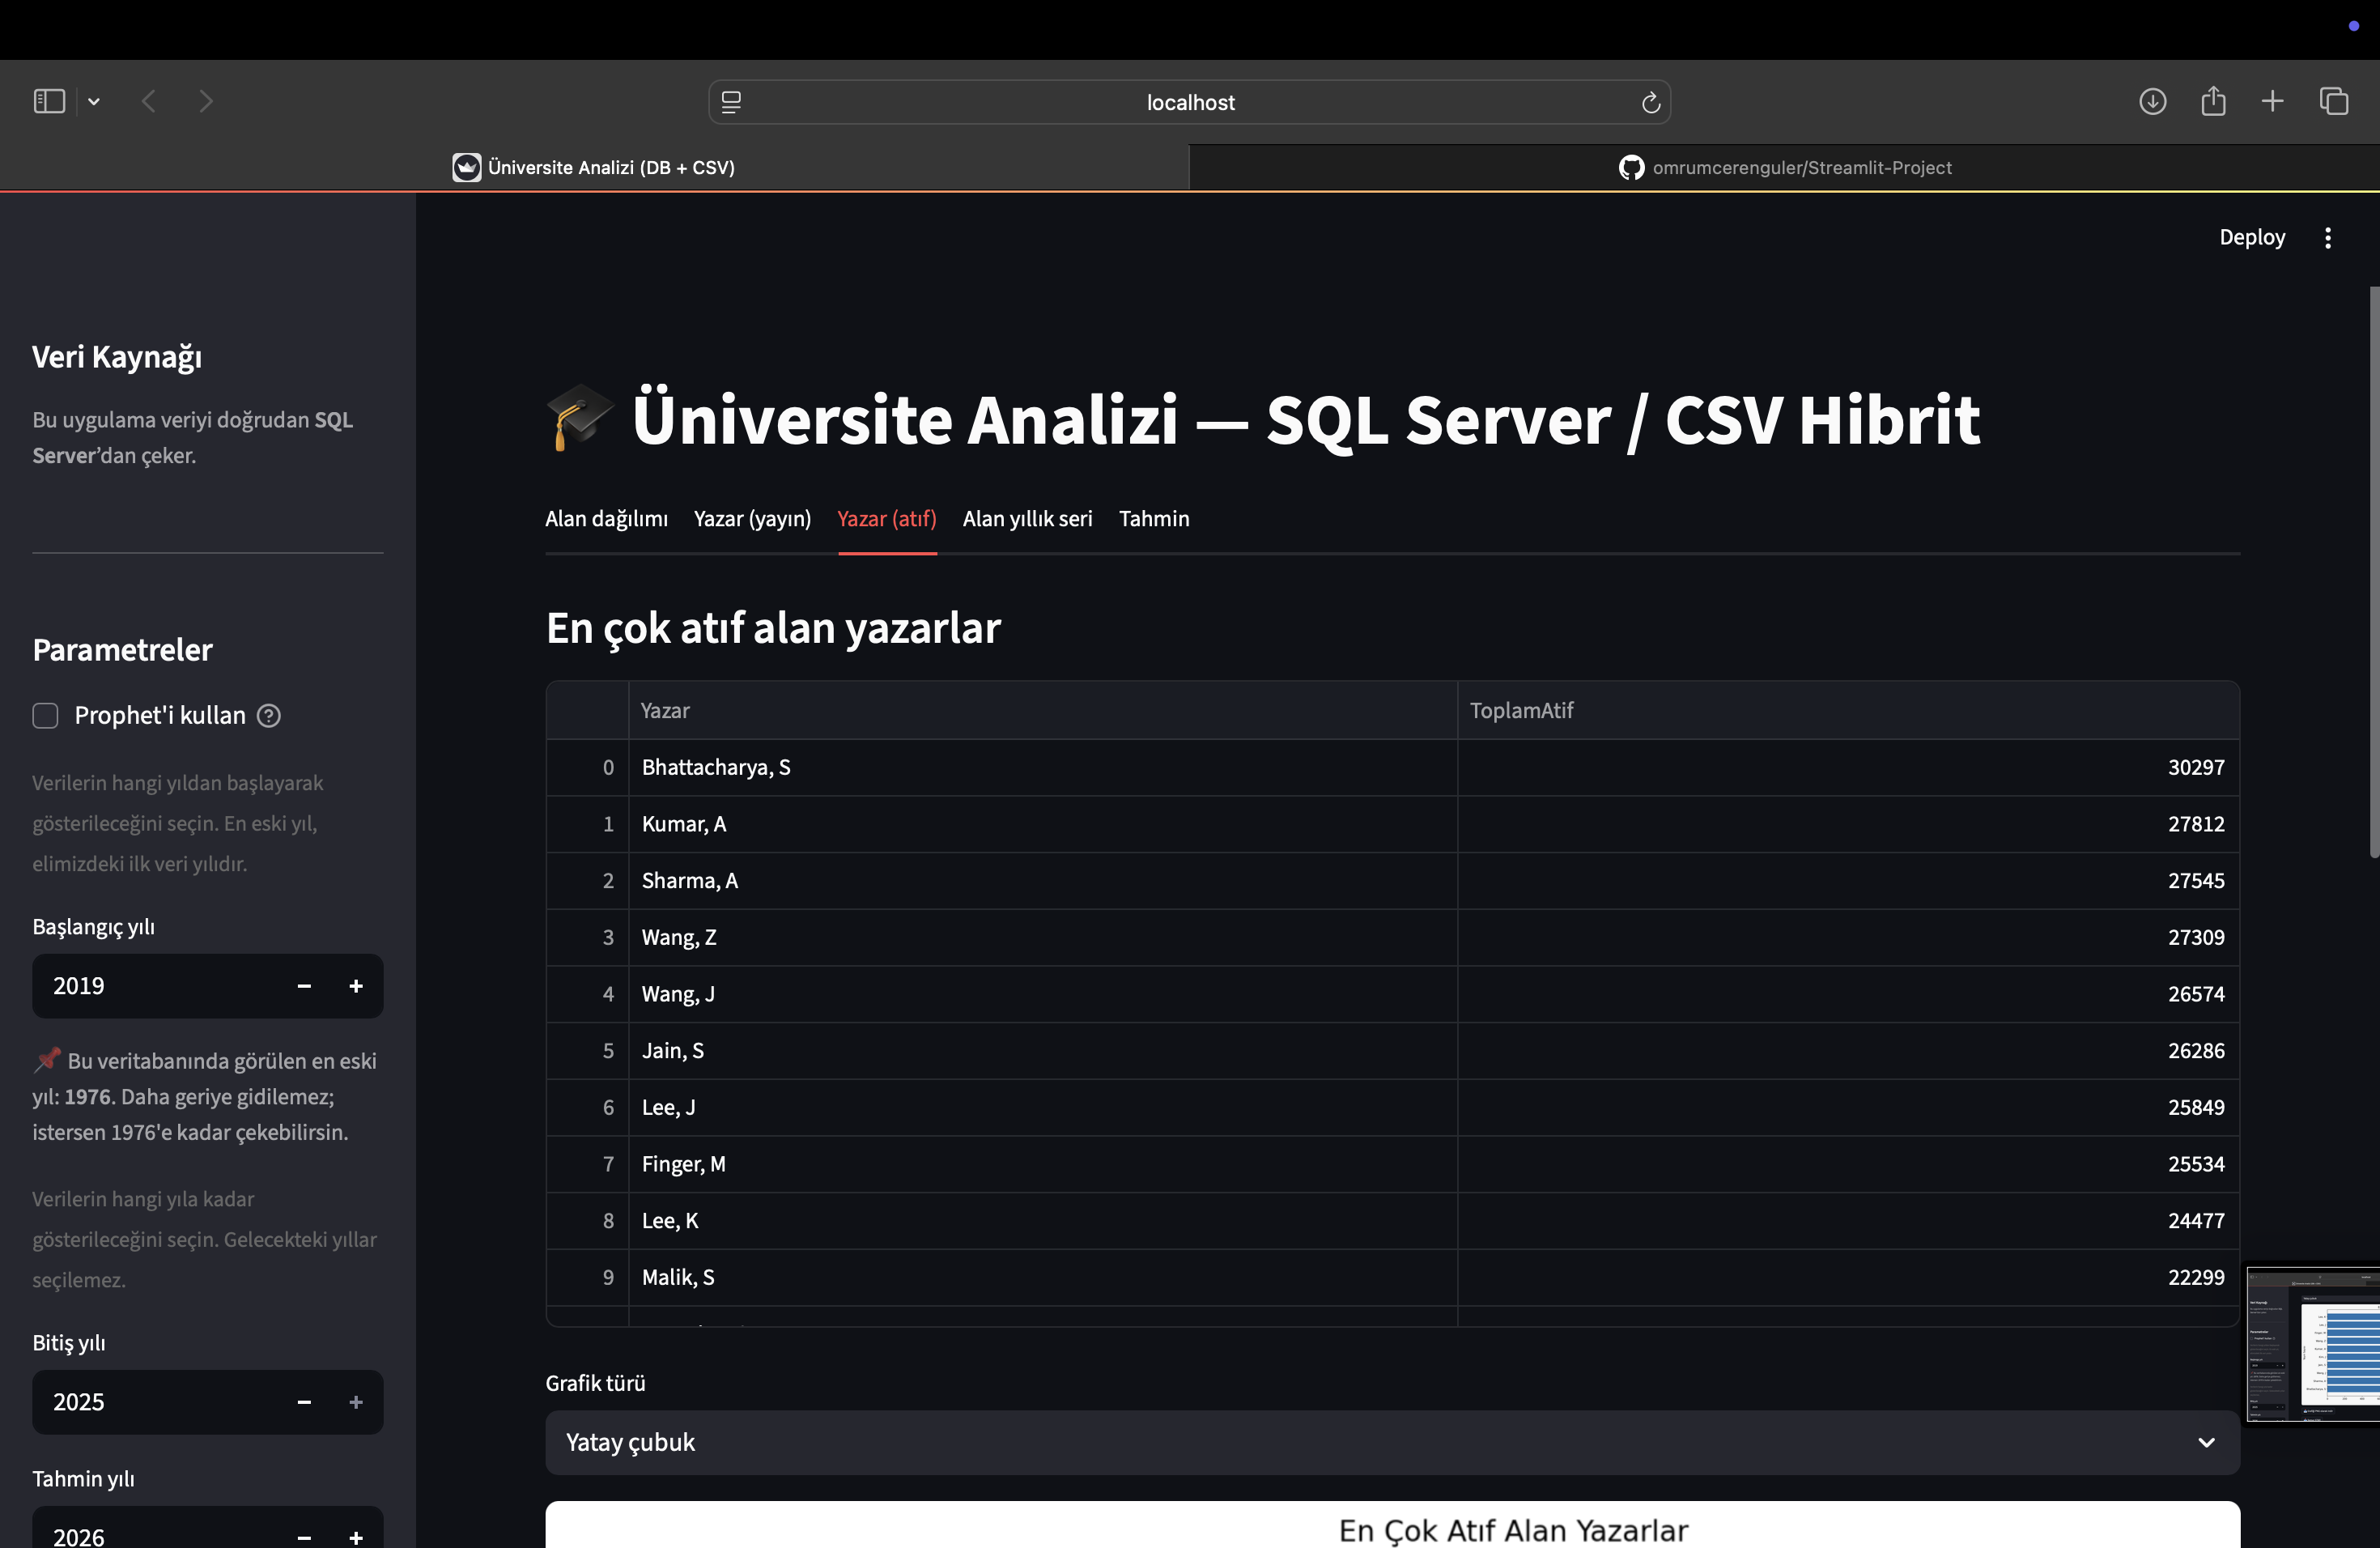 localhost
Üniversite Analizi (DB + CSV)
omrumcerenguler/Streamlit-Project
Deploy
Veri Kaynağı
Bu uygulama veriyi doğrudan SQL
Server’dan çeker.
Parametreler
Prophet'i kullan
Verilerin hangi yıldan başlayarak
gösterileceğini seçin. En eski yıl,
elimizdeki ilk veri yılıdır.
Başlangıç yılı
2019
📌 Bu veritabanında görülen en eski
yıl: 1976. Daha geriye gidilemez;
istersen 1976'e kadar çekebilirsin.
Verilerin hangi yıla kadar
gösterileceğini seçin. Gelecekteki yıllar
seçilemez.
Bitiş yılı
2025
Tahmin yılı
2026
🎓 Üniversite Analizi — SQL Server / CSV Hibrit
Alan dağılımı Yazar (yayın) Yazar (atıf) Alan yıllık seri Tahmin
En çok atıf alan yazarlar
Yazar ToplamAtif
0 Bhattacharya, S 30297
1 Kumar, A 27812
2 Sharma, A 27545
3 Wang, Z 27309
4 Wang, J 26574
5 Jain, S 26286
6 Lee, J 25849
7 Finger, M 25534
8 Lee, K 24477
9 Malik, S 22299
Grafik türü
Yatay çubuk
En Çok Atıf Alan Yazarlar